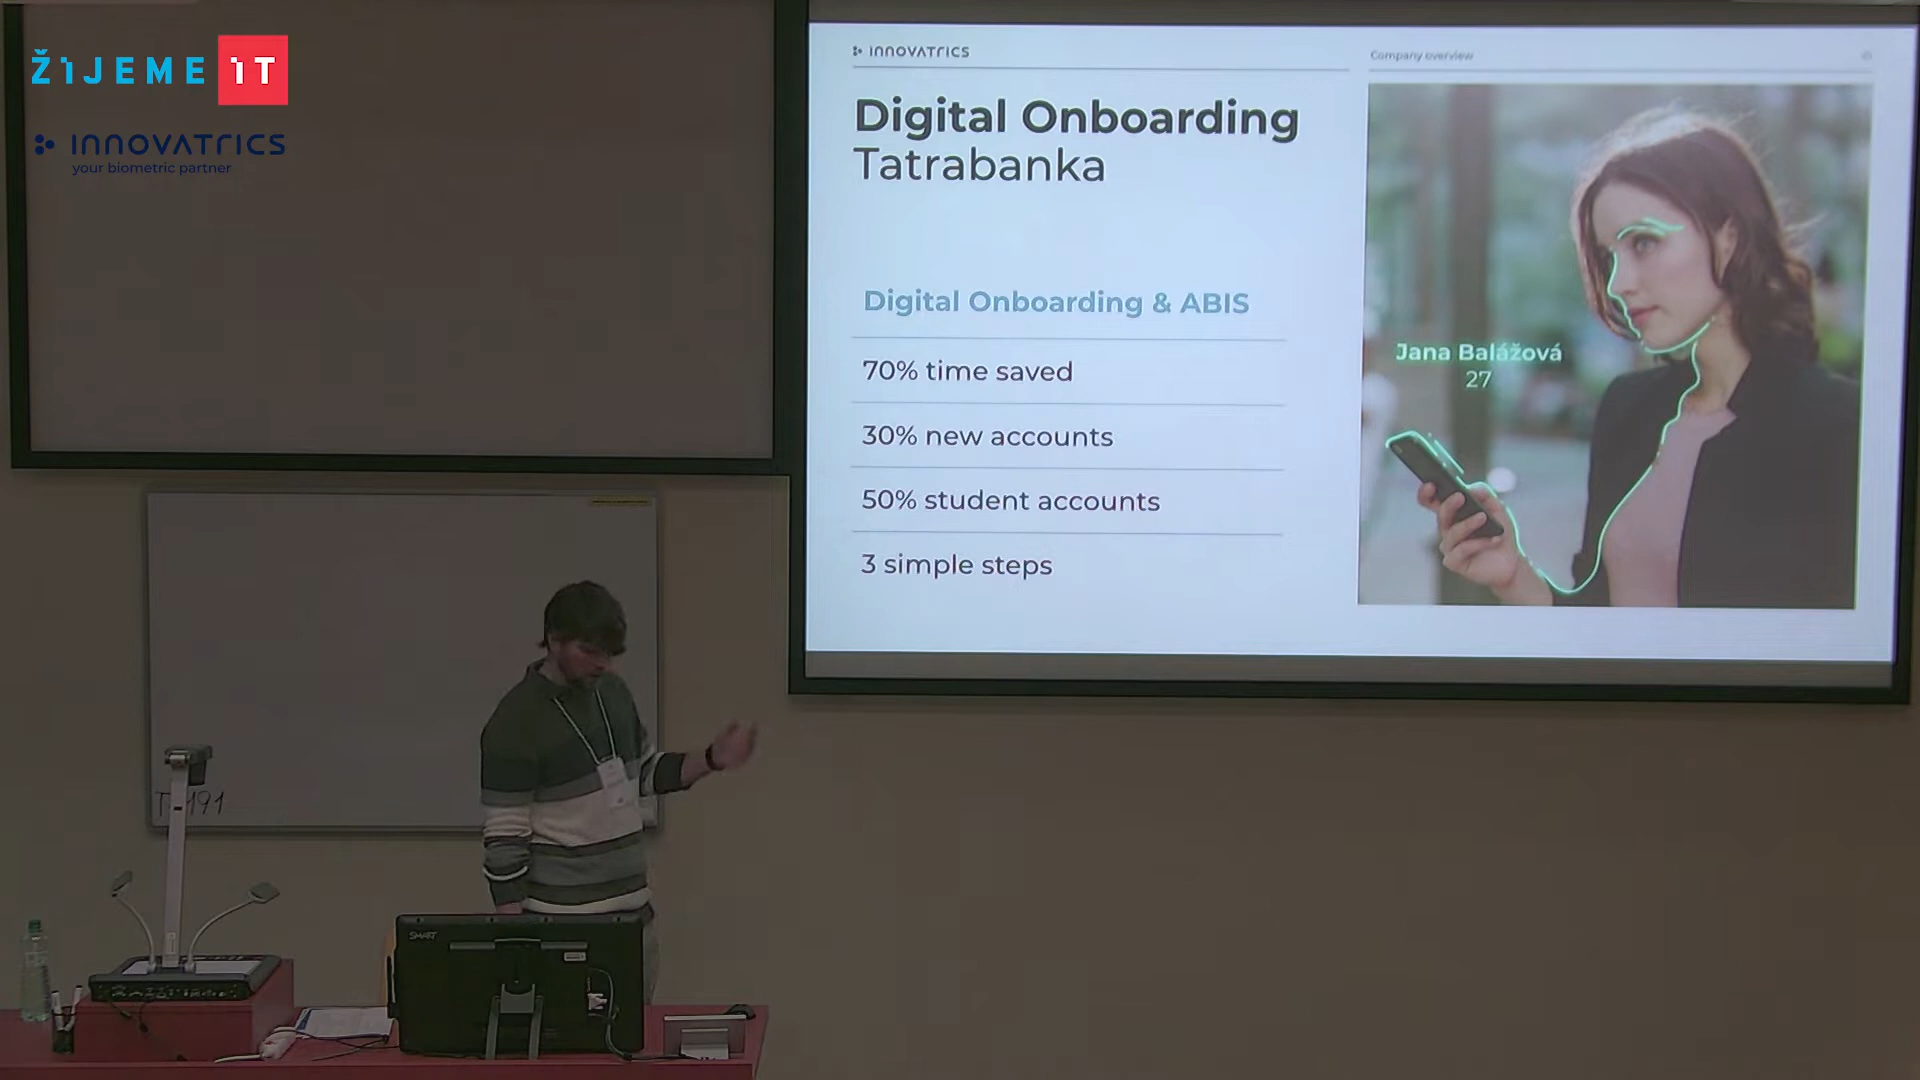 ŽIJEME IT
INNOVATRICS
your biometric partner
INNOVATRICS
Company overview
Digital Onboarding
Tatrabanka
Digital Onboarding & ABIS
70% time saved
30% new accounts
50% student accounts
3 simple steps
Jana Balážová
27
SMART